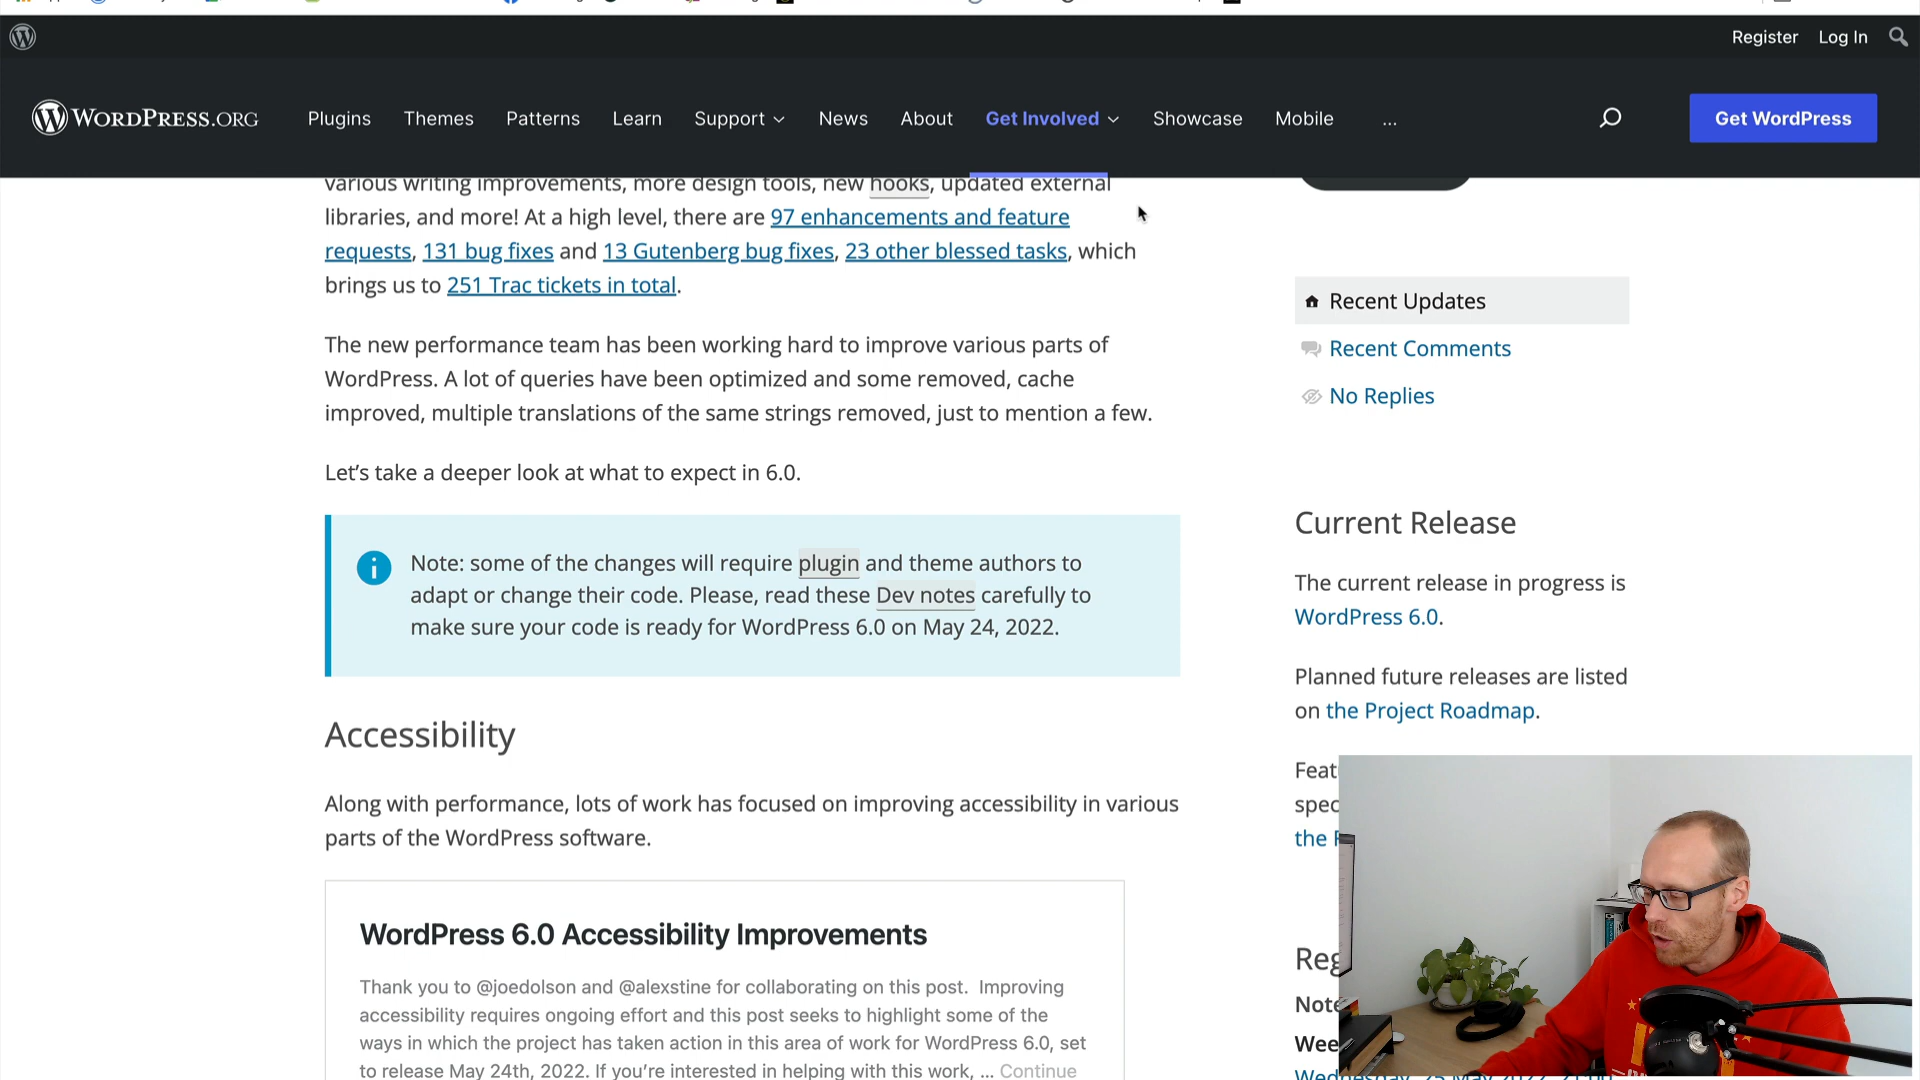 Register Log In
WORDPRESS.ORG Plugins Themes Patterns Learn Support News About Get Involved Showcase Mobile ... Get WordPress
various writing improvements, more design tools, new hooks, updated external
libraries, and more! At a high level, there are 97 enhancements and feature
requests, 131 bug fixes and 13 Gutenberg bug fixes, 23 other blessed tasks, which
brings us to 251 Trac tickets in total.
The new performance team has been working hard to improve various parts of
WordPress. A lot of queries have been optimized and some removed, cache
improved, multiple translations of the same strings removed, just to mention a few.
Let's take a deeper look at what to expect in 6.0.
Note: some of the changes will require plugin and theme authors to
adapt or change their code. Please, read these Dev notes carefully to
make sure your code is ready for WordPress 6.0 on May 24, 2022.
Accessibility
Along with performance, lots of work has focused on improving accessibility in various
parts of the WordPress software.
WordPress 6.0 Accessibility Improvements
Thank you to @joedolson and @alexstine for collaborating on this post. Improving
accessibility requires ongoing effort and this post seeks to highlight some of the
ways in which the project has taken action in this area of work for WordPress 6.0, set
to release May 24th, 2022. If you're interested in helping with this work, ... Continue
Recent Updates
Recent Comments
No Replies
Current Release
The current release in progress is
WordPress 6.0.
Planned future releases are listed
on the Project Roadmap.
Feat
spec
the
Reg
Note
Wee
Wednesday, 25 May 2022, 21:00